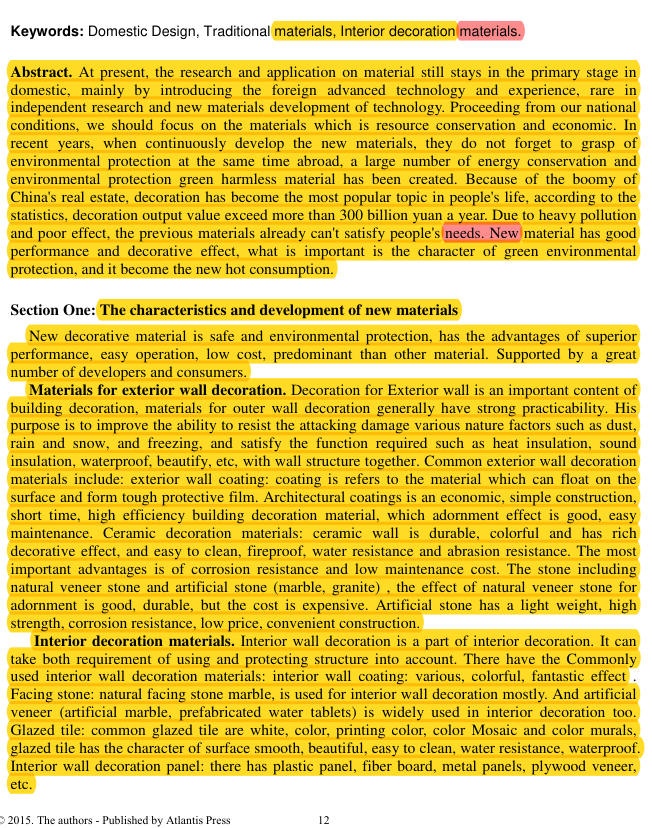 Keywords: Domestic Design, Traditional materials, Interior decoration materials.
Abstract. At present, the research and application on material still stays in the primary stage in
domestic, mainly by introducing the foreign advanced technology and experience, rare in
independent research and new materials development of technology. Proceeding from our national
conditions, we should focus on the materials which is resource conservation and economic. In
recent years, when continuously develop the new materials, they do not forget to grasp of
environmental protection at the same time abroad, a large number of energy conservation and
environmental protection green harmless material has been created. Because of the boomy of
China's real estate, decoration has become the most popular topic in people's life, according to the
statistics, decoration output value exceed more than 300 billion yuan a year. Due to heavy pollution
and poor effect, the previous materials already can't satisfy people's needs. New material has good
performance and decorative effect, what is important is the character of green environmental
protection, and it become the new hot consumption.
Section One: The characteristics and development of new materials
New decorative material is safe and environmental protection, has the advantages of superior
performance, easy operation, low cost, predominant than other material. Supported by a great
number of developers and consumers.
Materials for exterior wall decoration. Decoration for Exterior wall is an important content of
building decoration, materials for outer wall decoration generally have strong practicability. His
purpose is to improve the ability to resist the attacking damage various nature factors such as dust,
rain and snow, and freezing, and satisfy the function required such as heat insulation, sound
insulation, waterproof, beautify, etc, with wall structure together. Common exterior wall decoration
materials include: exterior wall coating: coating is refers to the material which can float on the
surface and form tough protective film. Architectural coatings is an economic, simple construction,
short time, high efficiency building decoration material, which adornment effect is good, easy
maintenance. Ceramic decoration materials: ceramic wall is durable, colorful and has rich
decorative effect, and easy to clean, fireproof, water resistance and abrasion resistance. The most
important advantages is of corrosion resistance and low maintenance cost. The stone including
natural veneer stone and artificial stone (marble, granite) , the effect of natural veneer stone for
adornment is good, durable, but the cost is expensive. Artificial stone has a light weight, high
strength, corrosion resistance, low price, convenient construction.
Interior decoration materials. Interior wall decoration is a part of interior decoration. It can
take both requirement of using and protecting structure into account. There have the Commonly
used interior wall decoration materials: interior wall coating: various, colorful, fantastic effect .
Facing stone: natural facing stone marble, is used for interior wall decoration mostly. And artificial
veneer (artificial marble, prefabricated water tablets) is widely used in interior decoration too.
Glazed tile: common glazed tile are white, color, printing color, color Mosaic and color murals,
glazed tile has the character of surface smooth, beautiful, easy to clean, water resistance, waterproof.
Interior wall decoration panel: there has plastic panel, fiber board, metal panels, plywood veneer,
etc.
© 2015. The authors - Published by Atlantis Press 12